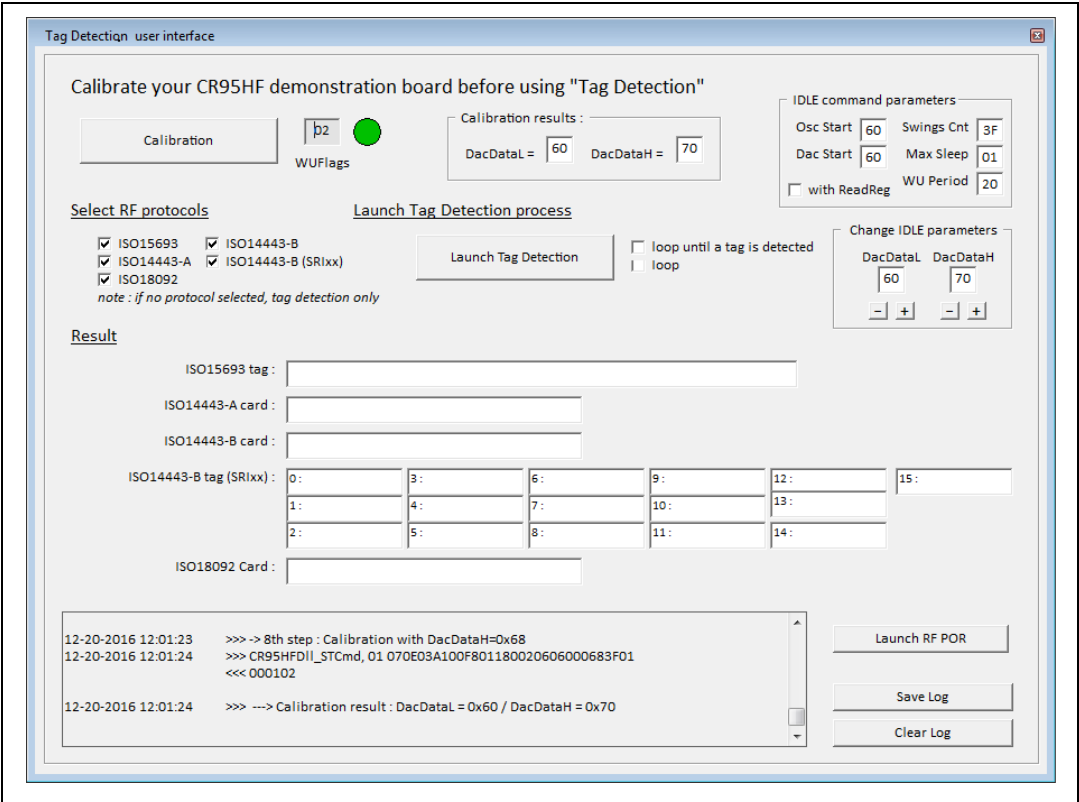 Tag Detection user interface
Calibrate your CR95HF demonstration board before using "Tag Detection"
Calibration
02
WUFlags
Calibration results :
DacDataL = 60 DacDataH = 70
IDLE command parameters
Osc Start 60 Swings Cnt 3F
Dac Start 60 Max Sleep 01
with ReadReg WU Period 20
Select RF protocols
ISO15693 ISO14443-B
ISO14443-A ISO14443-B (SRIxx)
ISO18092
note : if no protocol selected, tag detection only
Launch Tag Detection process
Launch Tag Detection
loop until a tag is detected
loop
Change IDLE parameters
DacDataL DacDataH
60 70
- + - +
Result
ISO15693 tag :
ISO14443-A card :
ISO14443-B card :
ISO14443-B tag (SRIxx) : 0: 3: 6: 9: 12: 15:
1: 4: 7: 10: 13:
2: 5: 8: 11: 14:
ISO18092 Card :
12-20-2016 12:01:23 >>> -> 8th step : Calibration with DacDataH=0x68
12-20-2016 12:01:24 >>> CR95HFDll_STCmd, 01 070E03A100F801180020606000683F01
<<< 000102
12-20-2016 12:01:24 >>> ---> Calibration result : DacDataL = 0x60 / DacDataH = 0x70
Launch RF POR
Save Log
Clear Log